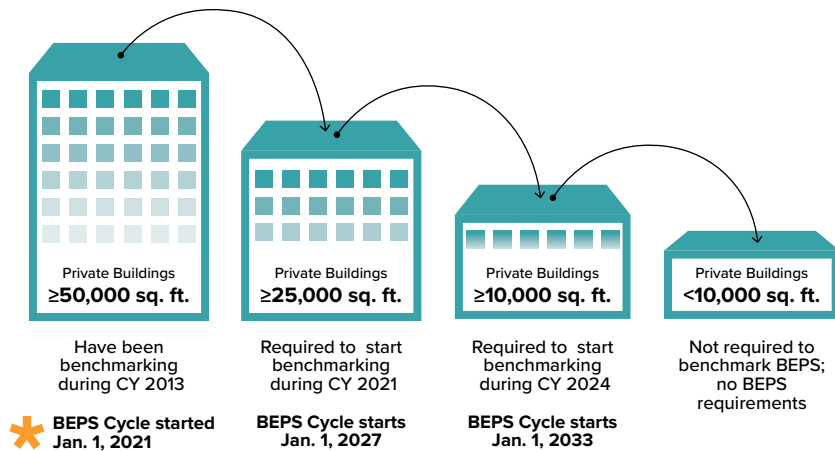 Private Buildings
≥50,000 sq. ft.
Have been
benchmarking
during CY 2013
BEPS Cycle started
Jan. 1, 2021
Private Buildings
≥25,000 sq. ft.
Required to start
benchmarking
during CY 2021
BEPS Cycle starts
Jan. 1, 2027
Private Buildings
≥10,000 sq. ft.
Required to start
benchmarking
during CY 2024
BEPS Cycle starts
Jan. 1, 2033
Private Buildings
<10,000 sq. ft.
Not required to
benchmark BEPS;
no BEPS
requirements